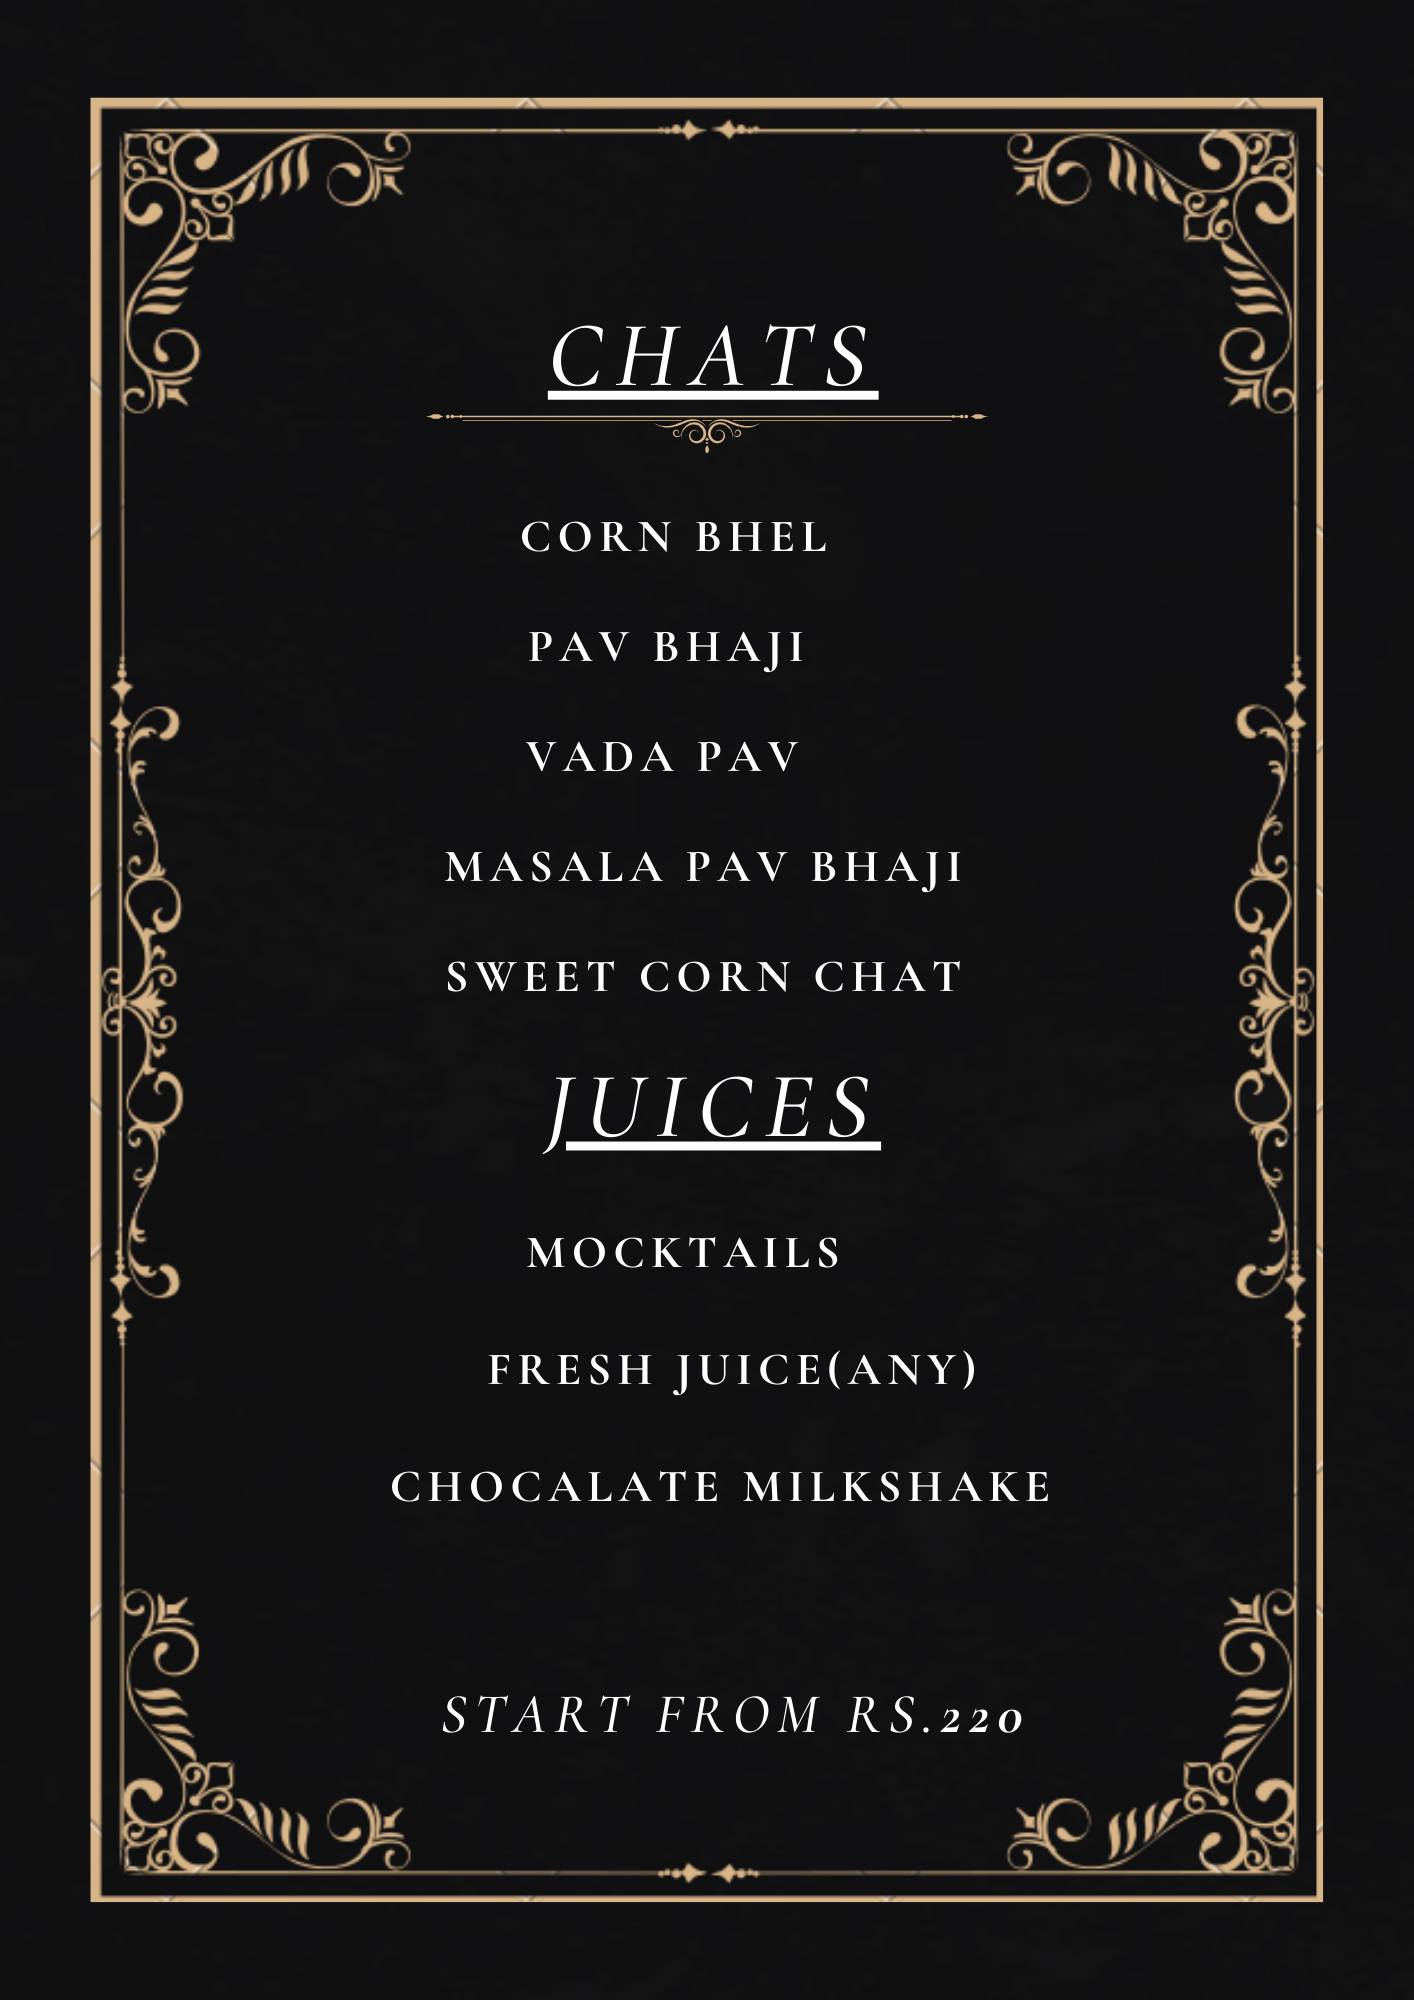 CHATS
CORN BHEL
PAV BHAJI
VADA PAV
MASALA PAV BHAJI
SWEET CORN CHAT
JUICES
MOCKTAILS
FRESH JUICE(ANY)
CHOCALATE MILKSHAKE
START FROM RS.220